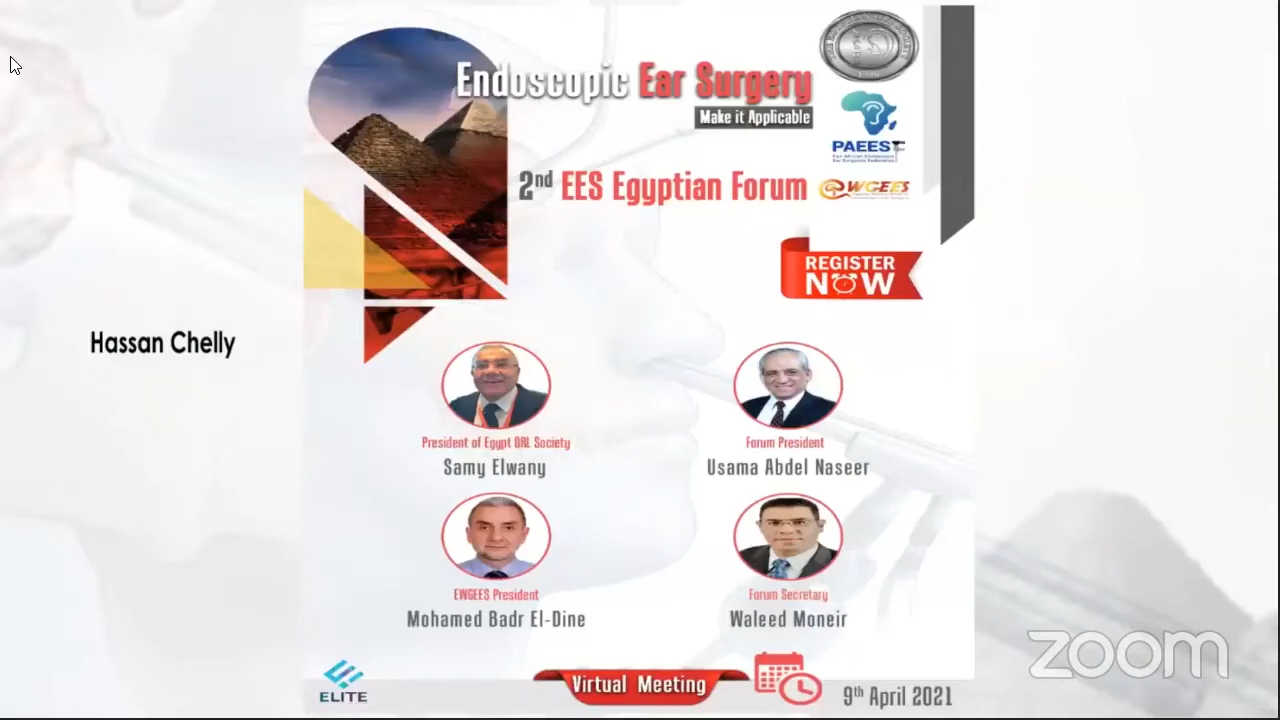 Endoscopic Ear Surgery
Make it Applicable
PAEES
2nd EES Egyptian Forum
WGEES
REGISTER
NOW
Hassan Chelly
President of Egypt ORL Society
Samy Elwany
Forum President
Usama Abdel Naseer
EWGEES President
Mohamed Badr El-Dine
Forum Secretary
Waleed Moneir
zoom
ELITE
Virtual Meeting
9th April 2021